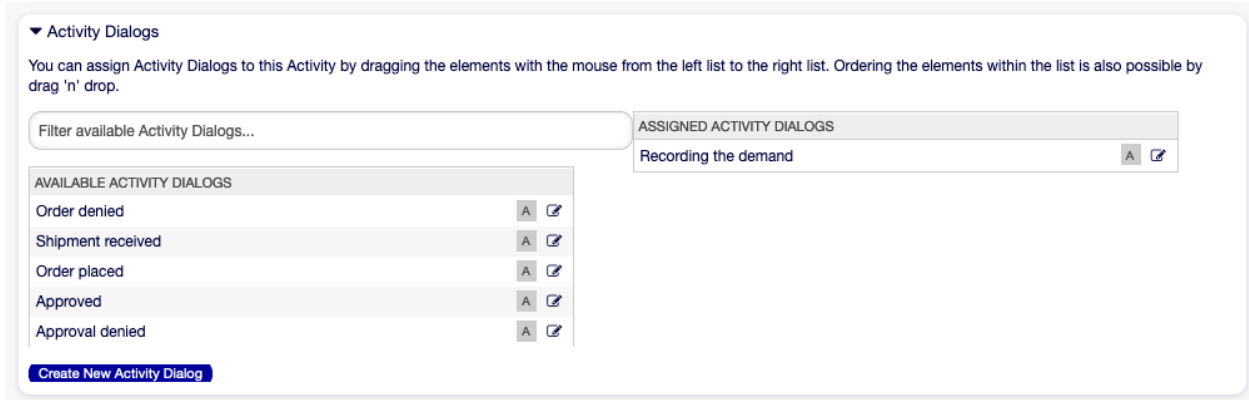 Activity Dialogs
You can assign Activity Dialogs to this Activity by dragging the elements with the mouse from the left list to the right list. Ordering the elements within the list is also possible by
drag 'n' drop.
Filter available Activity Dialogs...
AVAILABLE ACTIVITY DIALOGS
Order denied A
Shipment received A
Order placed A
Approved A
Approval denied A
Create New Activity Dialog
ASSIGNED ACTIVITY DIALOGS
Recording the demand A